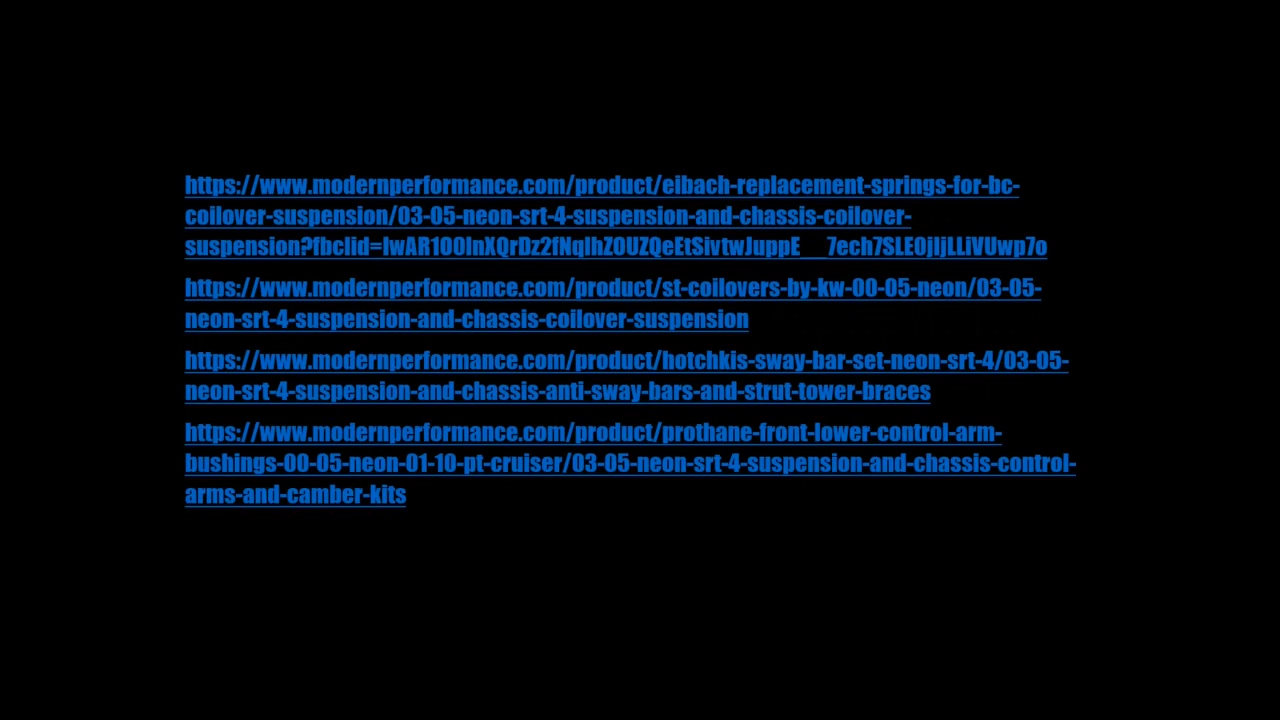 https://www.modernperformance.com/product/eibach-replacement-springs-for-bc-
coilover-suspension/03-05-neon-srt-4-suspension-and-chassis-coilover-
suspension?fbclid=IwAR1OOlnXQrDz2fNqlhZOUZQeEtSivtwJuppE__7ech7SLE0jIjLLiVUwp7o
https://www.modernperformance.com/product/st-coilovers-by-kw-00-05-neon/03-05-
neon-srt-4-suspension-and-chassis-coilover-suspension
https://www.modernperformance.com/product/hotchkis-sway-bar-set-neon-srt-4/03-05-
neon-srt-4-suspension-and-chassis-anti-sway-bars-and-strut-tower-braces
https://www.modernperformance.com/product/prothane-front-lower-control-arm-
bushings-00-05-neon-01-10-pt-cruiser/03-05-neon-srt-4-suspension-and-chassis-control-
arms-and-camber-kits